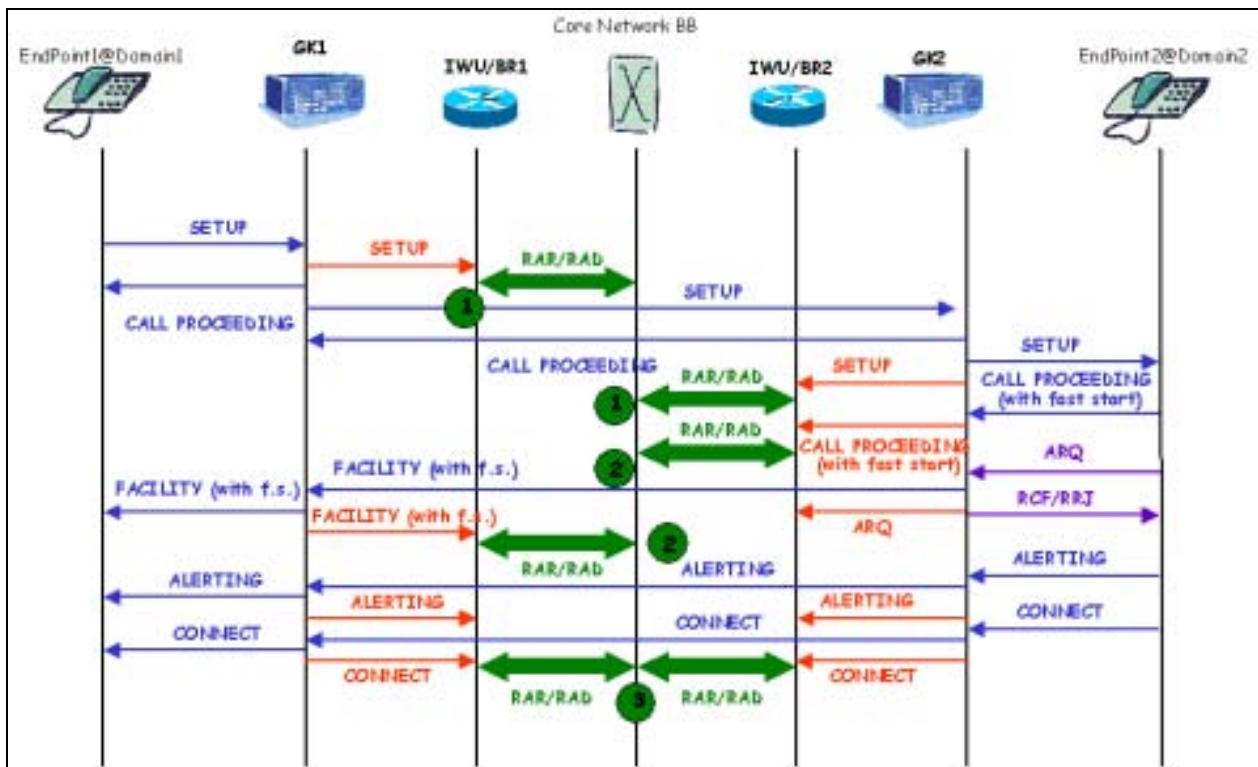 Core Network BB
EndPoint1@Domain1
GK1
IWU/BR1
IWU/BR2
GK2
EndPoint2@Domain2
SETUP
SETUP
RAR/RAD
1
SETUP
CALL PROCEEDING
SETUP
CALL PROCEEDING
RAR/RAD
SETUP
CALL PROCEEDING
(with fast start)
1
RAR/RAD
CALL PROCEEDING
(with fast start)
ARQ
2
FACILITY (with f.s.)
FACILITY (with f.s.)
RCF/RRJ
FACILITY (with f.s.)
ARQ
2
RAR/RAD
ALERTING
ALERTING
ALERTING
ALERTING
ALERTING
CONNECT
CONNECT
CONNECT
CONNECT
CONNECT
RAR/RAD
3
RAR/RAD